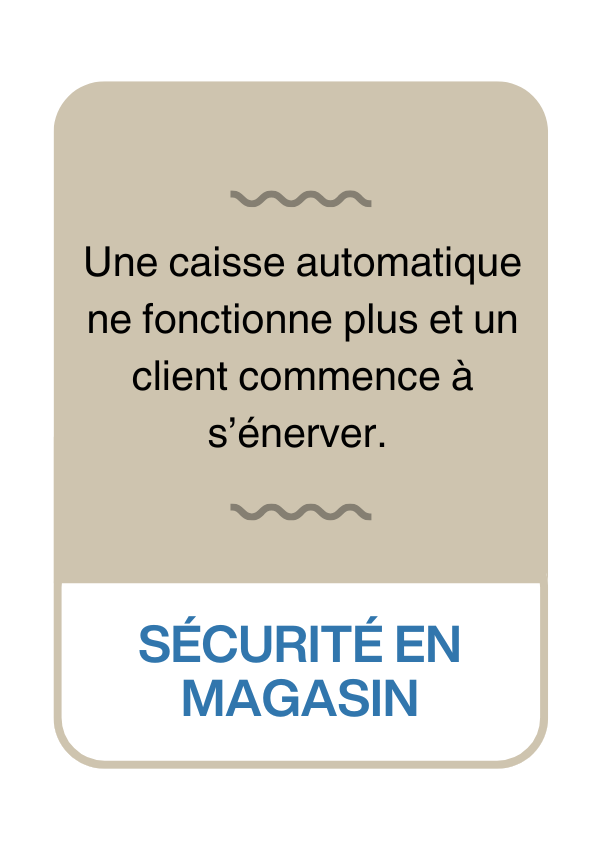 Une caisse automatique
ne fonctionne plus et un
client commence à
s’énerver.
SÉCURITÉ EN
MAGASIN